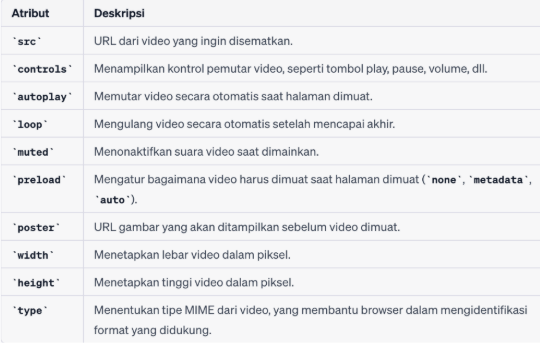 Atribut Deskripsi
`src` URL dari video yang ingin disematkan.
`controls` Menampilkan kontrol pemutar video, seperti tombol play, pause, volume, dll.
`autoplay` Memutar video secara otomatis saat halaman dimuat.
`loop` Mengulang video secara otomatis setelah mencapai akhir.
`muted` Menonaktifkan suara video saat dimainkan.
`preload` Mengatur bagaimana video harus dimuat saat halaman dimuat (`none`, `metadata`,
`auto`).
`poster` URL gambar yang akan ditampilkan sebelum video dimuat.
`width` Menetapkan lebar video dalam piksel.
`height` Menetapkan tinggi video dalam piksel.
`type` Menentukan tipe MIME dari video, yang membantu browser dalam mengidentifikasi
format yang didukung.